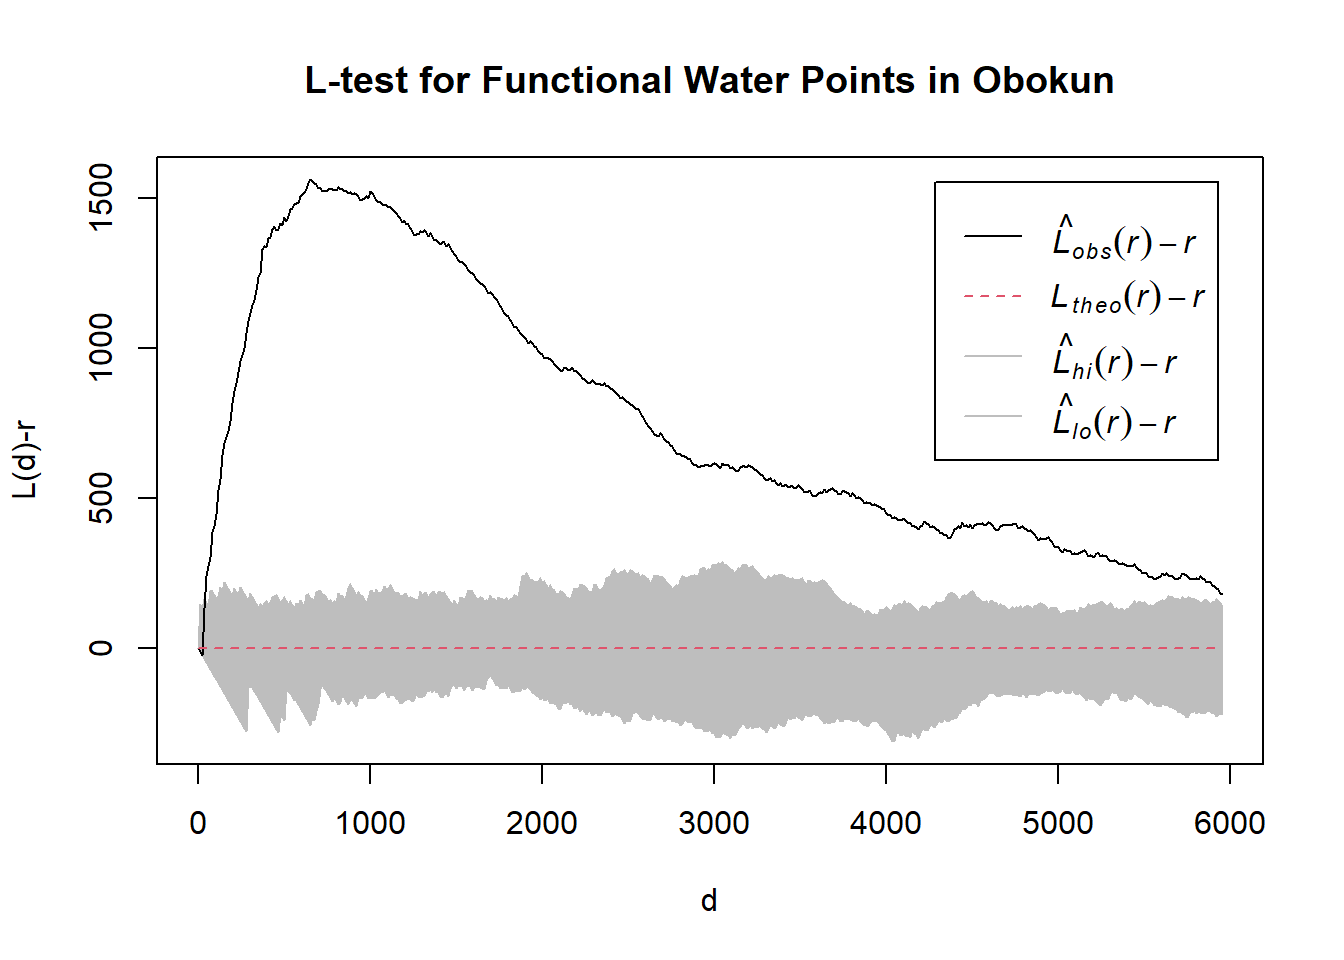 L-test for Functional Water Points in Obokun
L(d)-r
1500
1000
500
0
L̂obs(r) – r
Ltheo(r) – r
L̂hi(r) – r
L̂lo(r) – r
0 1000 2000 3000 4000 5000 6000
d